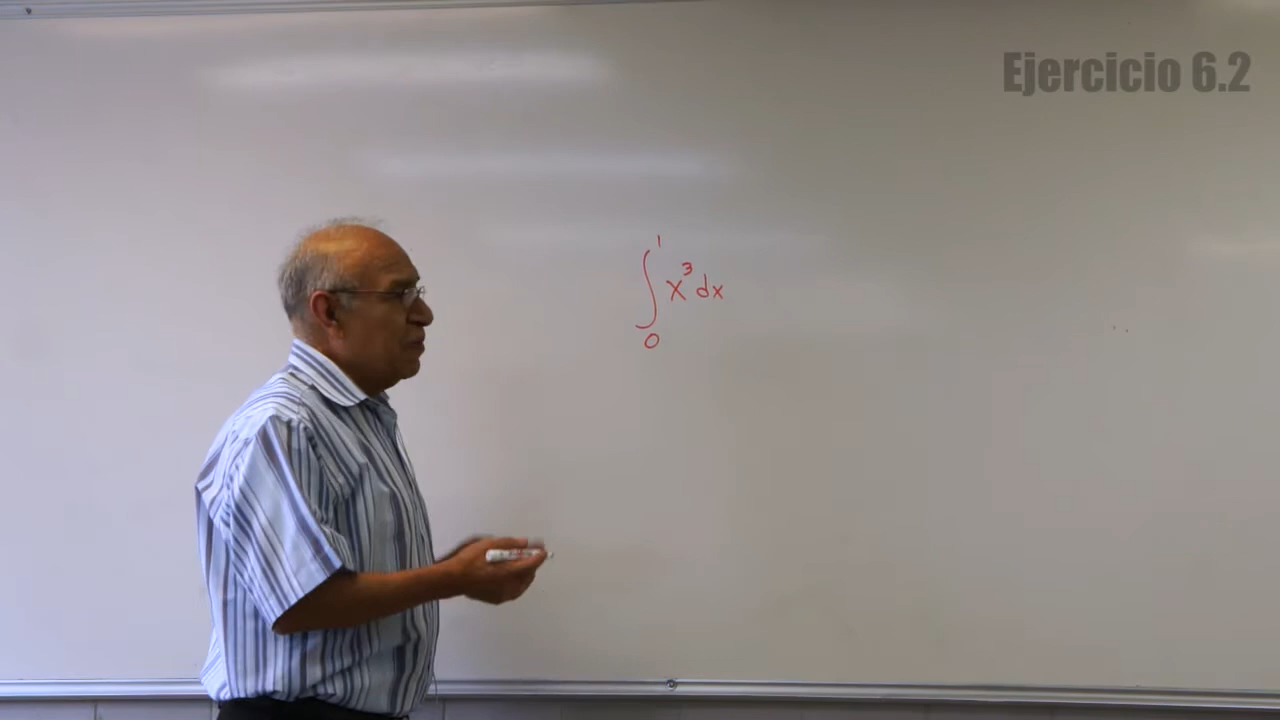 Ejercicio 6.2
∫₀¹ x³ dx